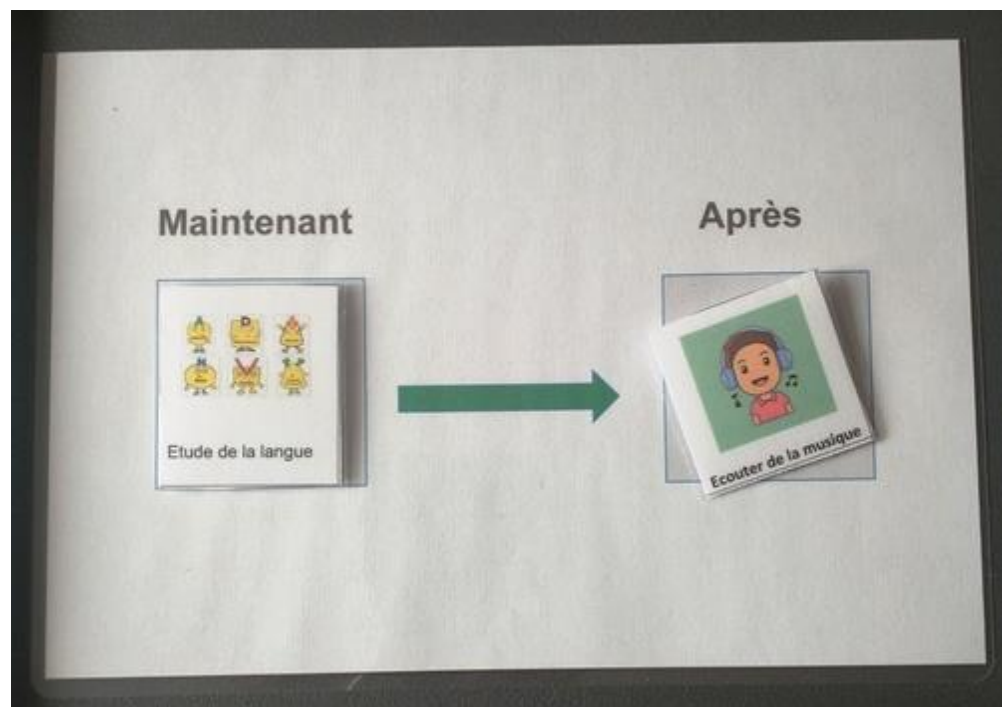 Maintenant
Après
D
Etude de la langue
Ecouter de la musique